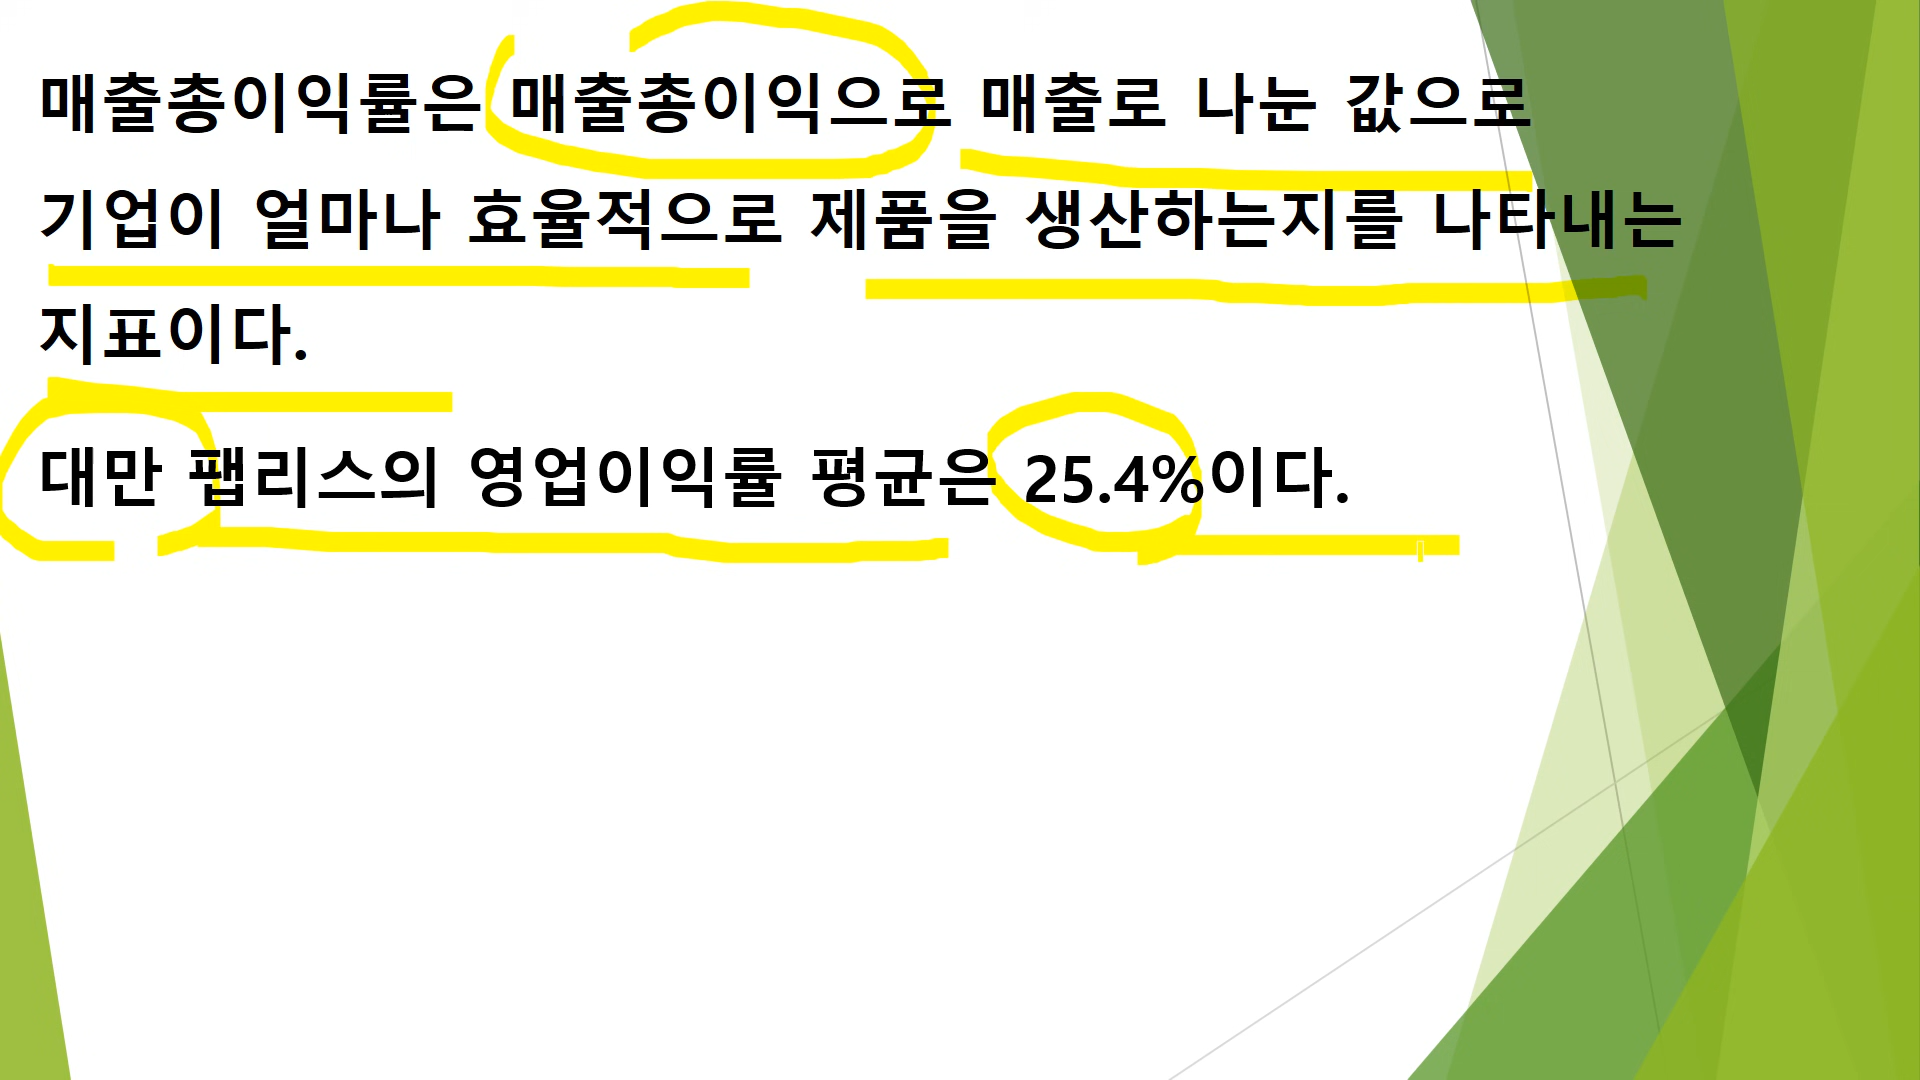 매출총이익률은 매출총이익으로 매출로 나눈 값으로
기업이 얼마나 효율적으로 제품을 생산하는지를 나타내는
지표이다.
대만 팹리스의 영업이익률 평균은 25.4%이다.